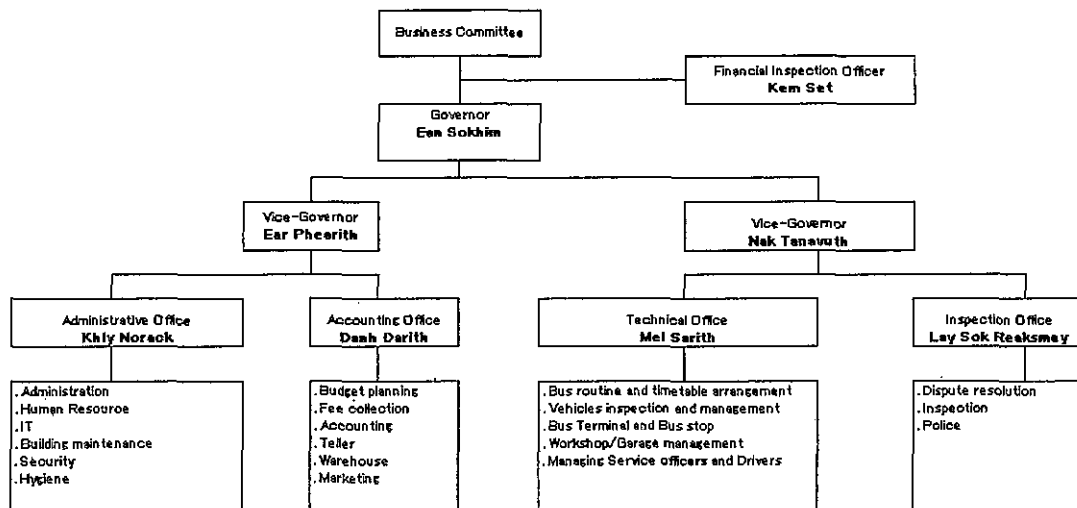 Business Committee
Financial Inspection Officer
Kem Set
Governor
Ean Sokhim
Vice-Governor
Ear Phearith
Vice-Governor
Nak Tanavuth
Administrative Office
Khly Norack
Accounting Office
Danh Darith
Technical Office
Mel Sarith
Inspection Office
Lay Sok Reaksmey
.Administration
.Human Resource
.IT
.Building maintenance
.Security
.Hygiene
.Budget planning
.Fee collection
.Accounting
.Teller
.Warehouse
.Marketing
.Bus routine and timetable arrangement
.Vehicles inspection and management
.Bus Terminal and Bus stop
.Workshop/Garage management
.Managing Service officers and Drivers
.Dispute resolution
.Inspection
.Police